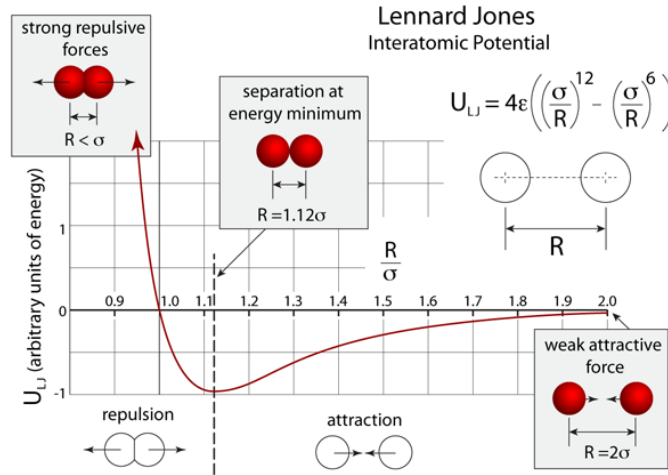 Lennard Jones
Interatomic Potential
strong repulsive
forces
R < σ
separation at
energy minimum
R = 1.12σ
U_LJ = 4ε((σ/R)^12 - (σ/R)^6)
R
R/σ
U_LJ (arbitrary units of energy)
1
0
-1
0.9 1.0 1.1 1.2 1.3 1.4 1.5 1.6 1.7 1.8 1.9 2.0
repulsion
attraction
weak attractive
force
R = 2σ